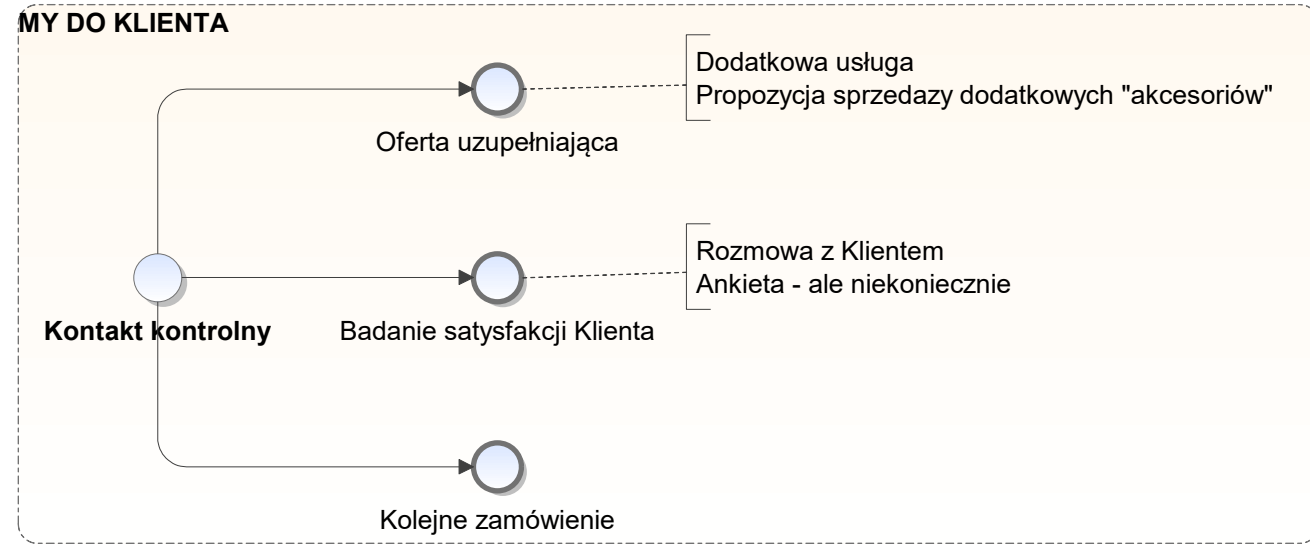 MY DO KLIENTA
Dodatkowa usługa
Propozycja sprzedazy dodatkowych "akcesoriów"
Oferta uzupełniająca
Rozmowa z Klientem
Ankieta - ale niekoniecznie
Kontakt kontrolny
Badanie satysfakcji Klienta
Kolejne zamówienie